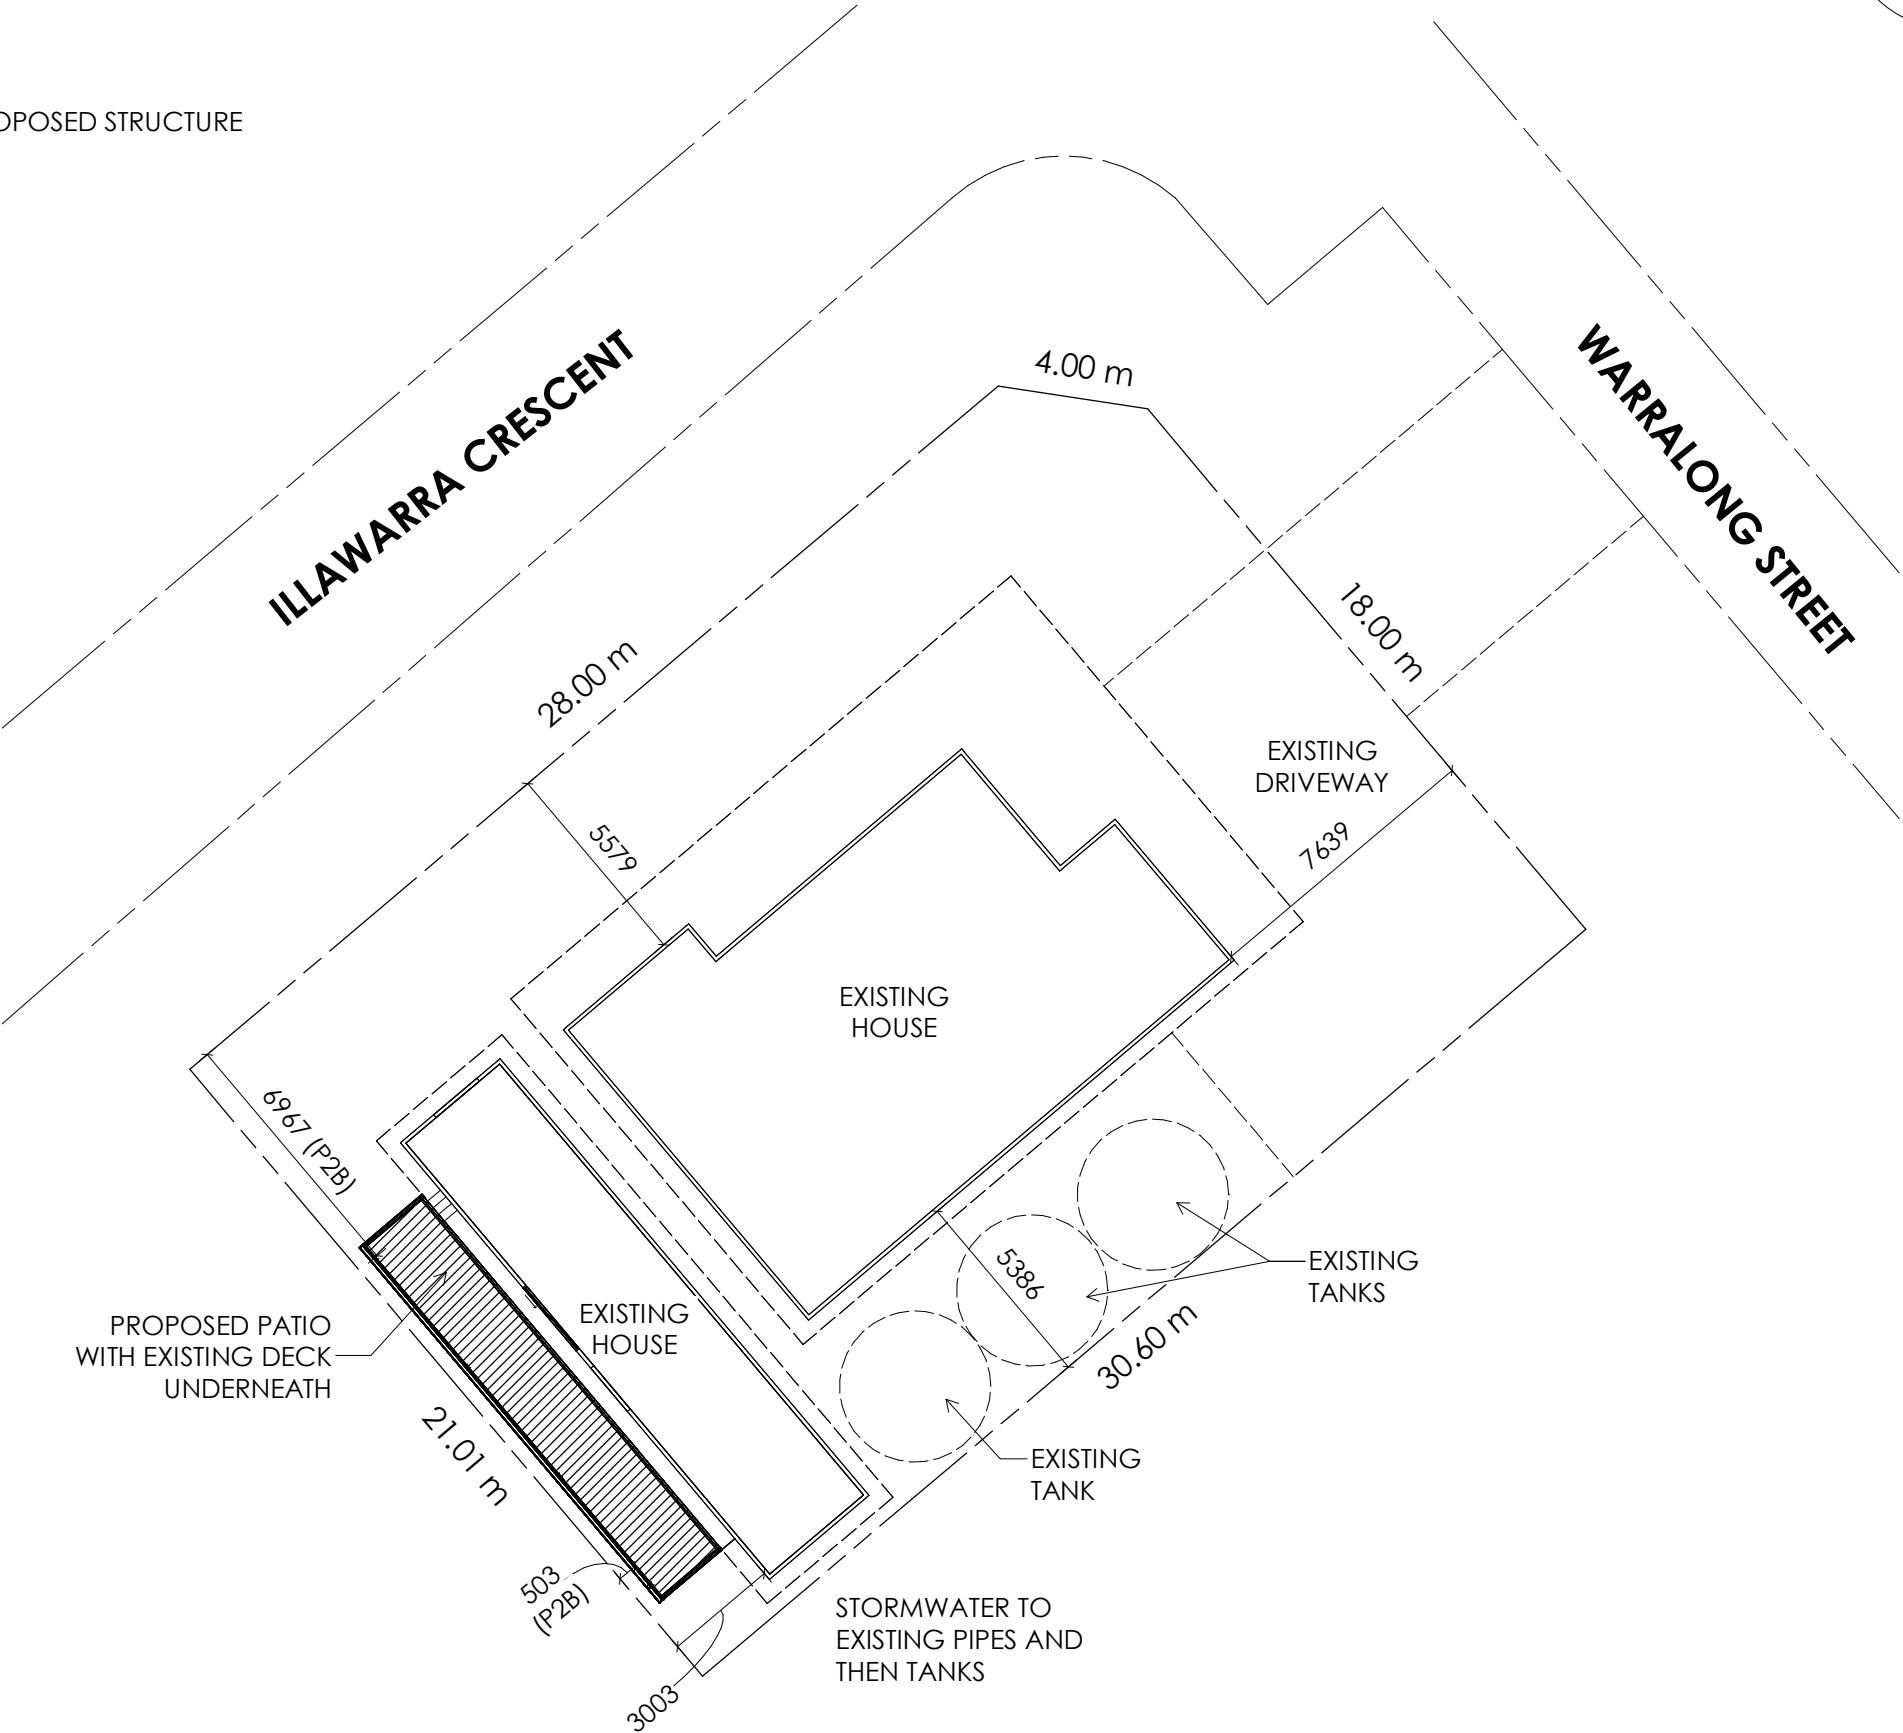 OPOSED STRUCTURE
ILLAWARRA CRESCENT
WARRALONG STREET
4.00 m
28.00 m
18.00 m
EXISTING
DRIVEWAY
5579
7639
EXISTING
HOUSE
6967 (P2B)
5386
EXISTING
TANKS
PROPOSED PATIO
WITH EXISTING DECK
UNDERNEATH
EXISTING
HOUSE
30.60 m
21.01 m
EXISTING
TANK
503
(P2B)
STORMWATER TO
EXISTING PIPES AND
THEN TANKS
3003